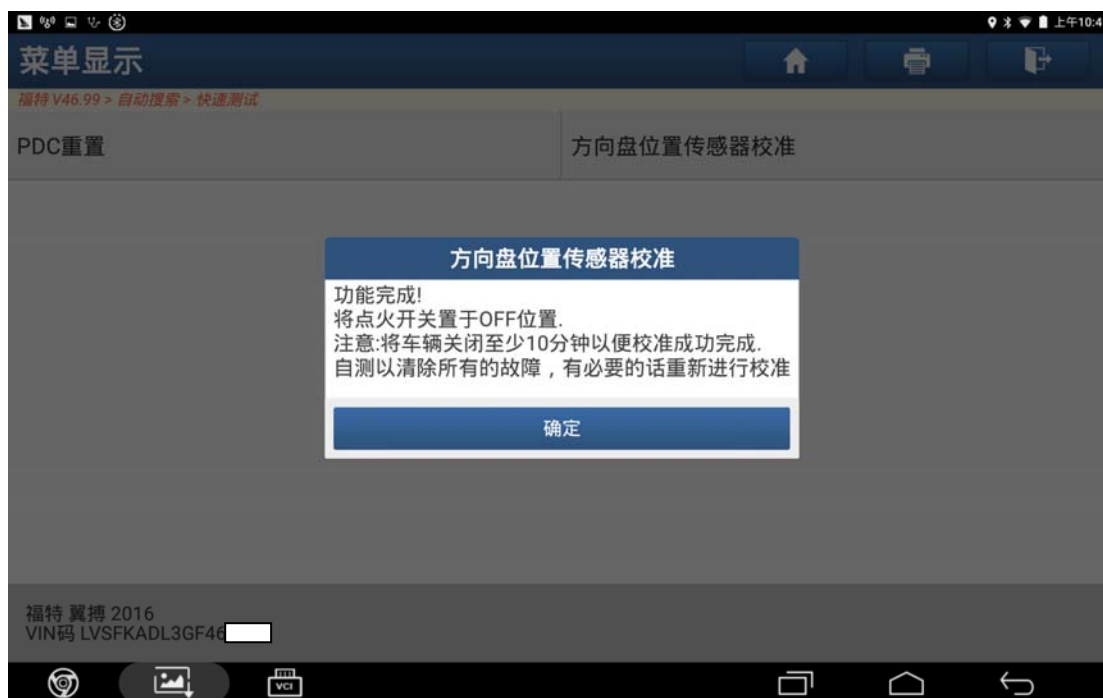 上午10:4
菜单显示
福特 V46.99 > 自动搜索 > 快速测试
PDC重置
方向盘位置传感器校准
方向盘位置传感器校准
功能完成!
将点火开关置于OFF位置.
注意:将车辆关闭至少10分钟以便校准成功完成.
自测以清除所有的故障，有必要的话重新进行校准
确定
福特 翼搏 2016
VIN码 LVSFKADL3GF46
VCI